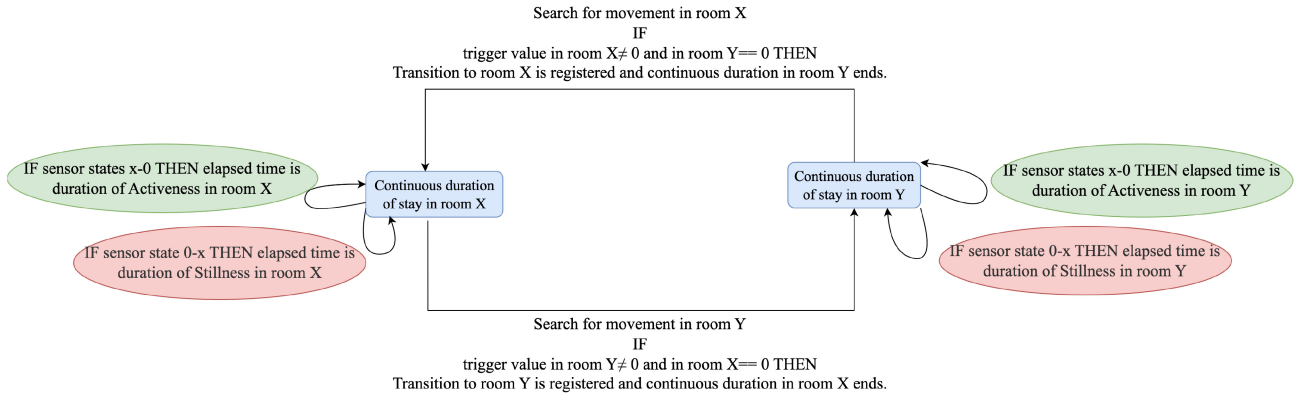 Search for movement in room X
IF
trigger value in room X≠ 0 and in room Y== 0 THEN
Transition to room X is registered and continuous duration in room Y ends.
IF sensor states x-0 THEN elapsed time is
duration of Activeness in room X
Continuous duration
of stay in room X
IF sensor state 0-x THEN elapsed time is
duration of Stillness in room X
Continuous duration
of stay in room Y
IF sensor states x-0 THEN elapsed time is
duration of Activeness in room Y
IF sensor state 0-x THEN elapsed time is
duration of Stillness in room Y
Search for movement in room Y
IF
trigger value in room Y≠ 0 and in room X== 0 THEN
Transition to room Y is registered and continuous duration in room X ends.